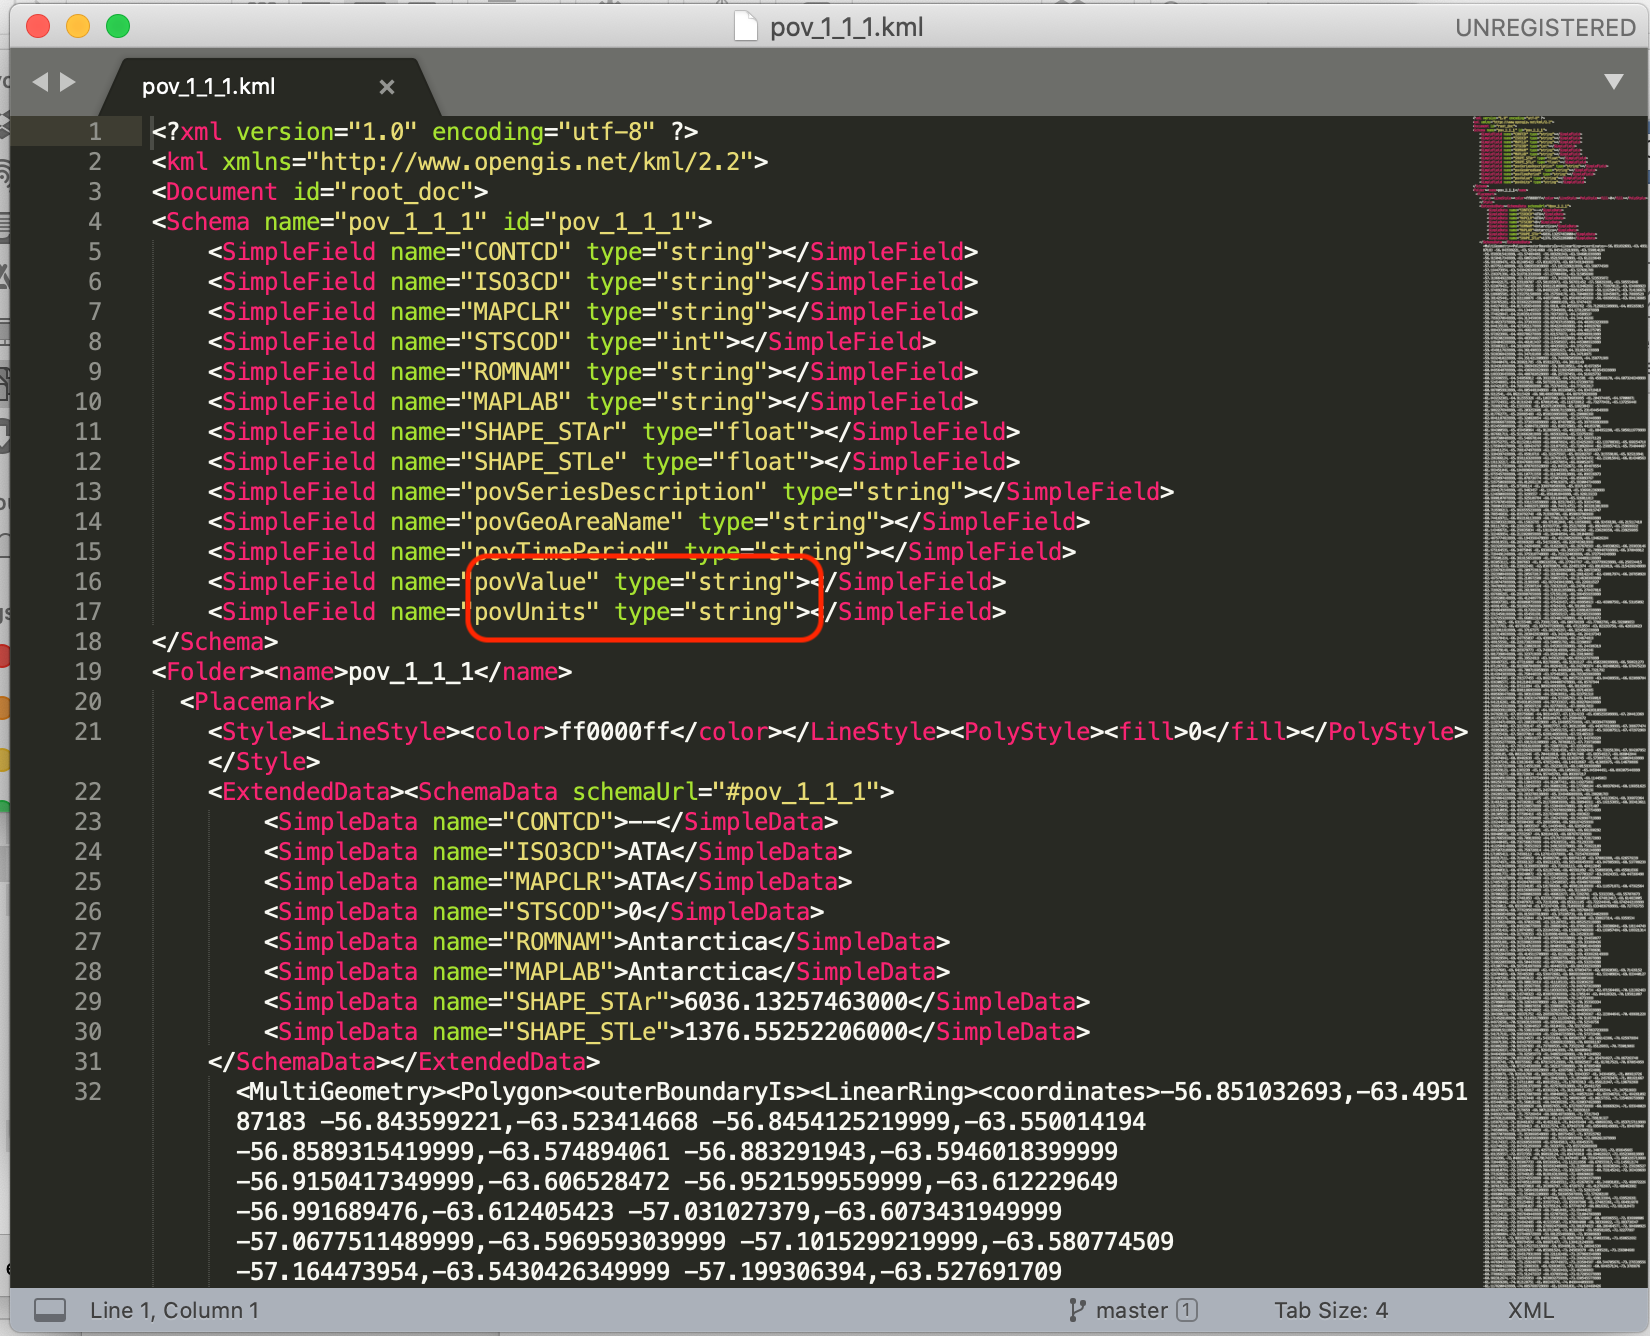 pov_1_1_1.kml
UNREGISTERED
pov_1_1_1.kml ×
1 <?xml version="1.0" encoding="utf-8" ?>
2 <kml xmlns="http://www.opengis.net/kml/2.2">
3 <Document id="root_doc">
4 <Schema name="pov_1_1_1" id="pov_1_1_1">
5 <SimpleField name="CONTCD" type="string"></SimpleField>
6 <SimpleField name="ISO3CD" type="string"></SimpleField>
7 <SimpleField name="MAPCLR" type="string"></SimpleField>
8 <SimpleField name="STSCOD" type="int"></SimpleField>
9 <SimpleField name="ROMNAM" type="string"></SimpleField>
10 <SimpleField name="MAPLAB" type="string"></SimpleField>
11 <SimpleField name="SHAPE_STAr" type="float"></SimpleField>
12 <SimpleField name="SHAPE_STLe" type="float"></SimpleField>
13 <SimpleField name="povSeriesDescription" type="string"></SimpleField>
14 <SimpleField name="povGeoAreaName" type="string"></SimpleField>
15 <SimpleField name="povTimePeriod" type="string"></SimpleField>
16 <SimpleField name="povValue" type="string"></SimpleField>
17 <SimpleField name="povUnits" type="string"></SimpleField>
18 </Schema>
19 <Folder><name>pov_1_1_1</name>
20 <Placemark>
21 <Style><LineStyle><color>ff0000ff</color></LineStyle><PolyStyle><fill>0</fill></PolyStyle>
</Style>
22 <ExtendedData><SchemaData schemaUrl="#pov_1_1_1">
23 <SimpleData name="CONTCD">--</SimpleData>
24 <SimpleData name="ISO3CD">ATA</SimpleData>
25 <SimpleData name="MAPCLR">ATA</SimpleData>
26 <SimpleData name="STSCOD">0</SimpleData>
27 <SimpleData name="ROMNAM">Antarctica</SimpleData>
28 <SimpleData name="MAPLAB">Antarctica</SimpleData>
29 <SimpleData name="SHAPE_STAr">6036.13257463000</SimpleData>
30 <SimpleData name="SHAPE_STLe">1376.55252206000</SimpleData>
31 </SchemaData></ExtendedData>
32 <MultiGeometry><Polygon><outerBoundaryIs><LinearRing><coordinates>-56.851032693,-63.4951
87183 -56.843599221,-63.523414668 -56.8454125219999,-63.550014194
-56.8589315419999,-63.574894061 -56.883291943,-63.5946018399999
-56.9150417349999,-63.606528472 -56.9521599559999,-63.612229649
-56.991689476,-63.612405423 -57.031027379,-63.6073431949999
-57.0677511489999,-63.5969593039999 -57.1015299219999,-63.580774509
-57.164473954,-63.5430426349999 -57.199306394,-63.527691709
Line 1, Column 1
master 1
Tab Size: 4
XML